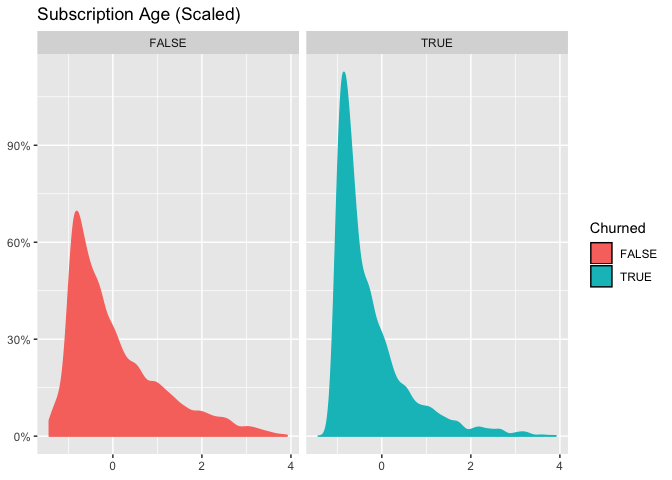 Subscription Age (Scaled)
FALSE TRUE
90%
60%
30%
0%
0 2 4 0 2 4
Churned
FALSE
TRUE